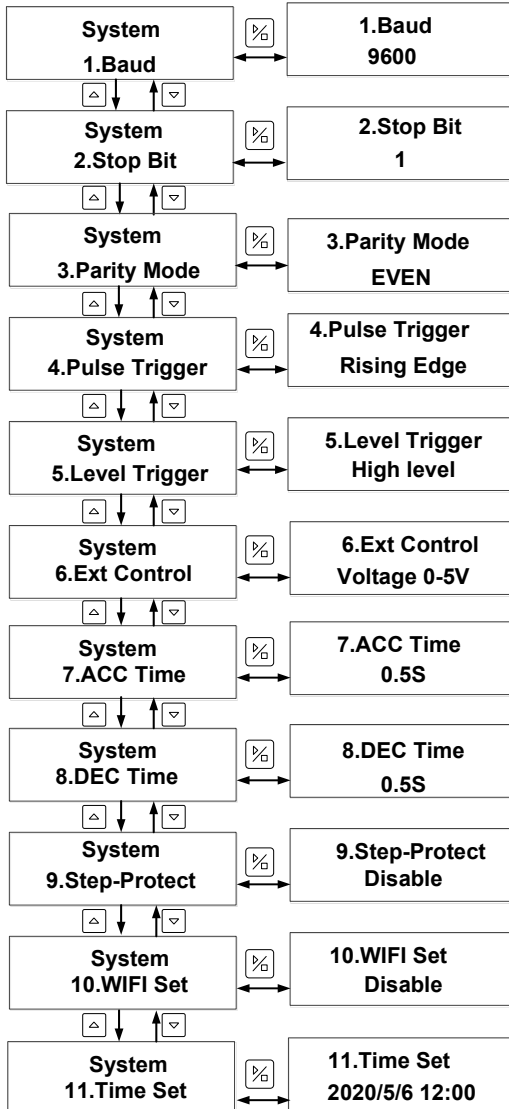 System
1.Baud
1.Baud
9600
System
2.Stop Bit
2.Stop Bit
1
System
3.Parity Mode
3.Parity Mode
EVEN
System
4.Pulse Trigger
4.Pulse Trigger
Rising Edge
System
5.Level Trigger
5.Level Trigger
High level
System
6.Ext Control
6.Ext Control
Voltage 0-5V
System
7.ACC Time
7.ACC Time
0.5S
System
8.DEC Time
8.DEC Time
0.5S
System
9.Step-Protect
9.Step-Protect
Disable
System
10.WIFI Set
10.WIFI Set
Disable
System
11.Time Set
11.Time Set
2020/5/6 12:00